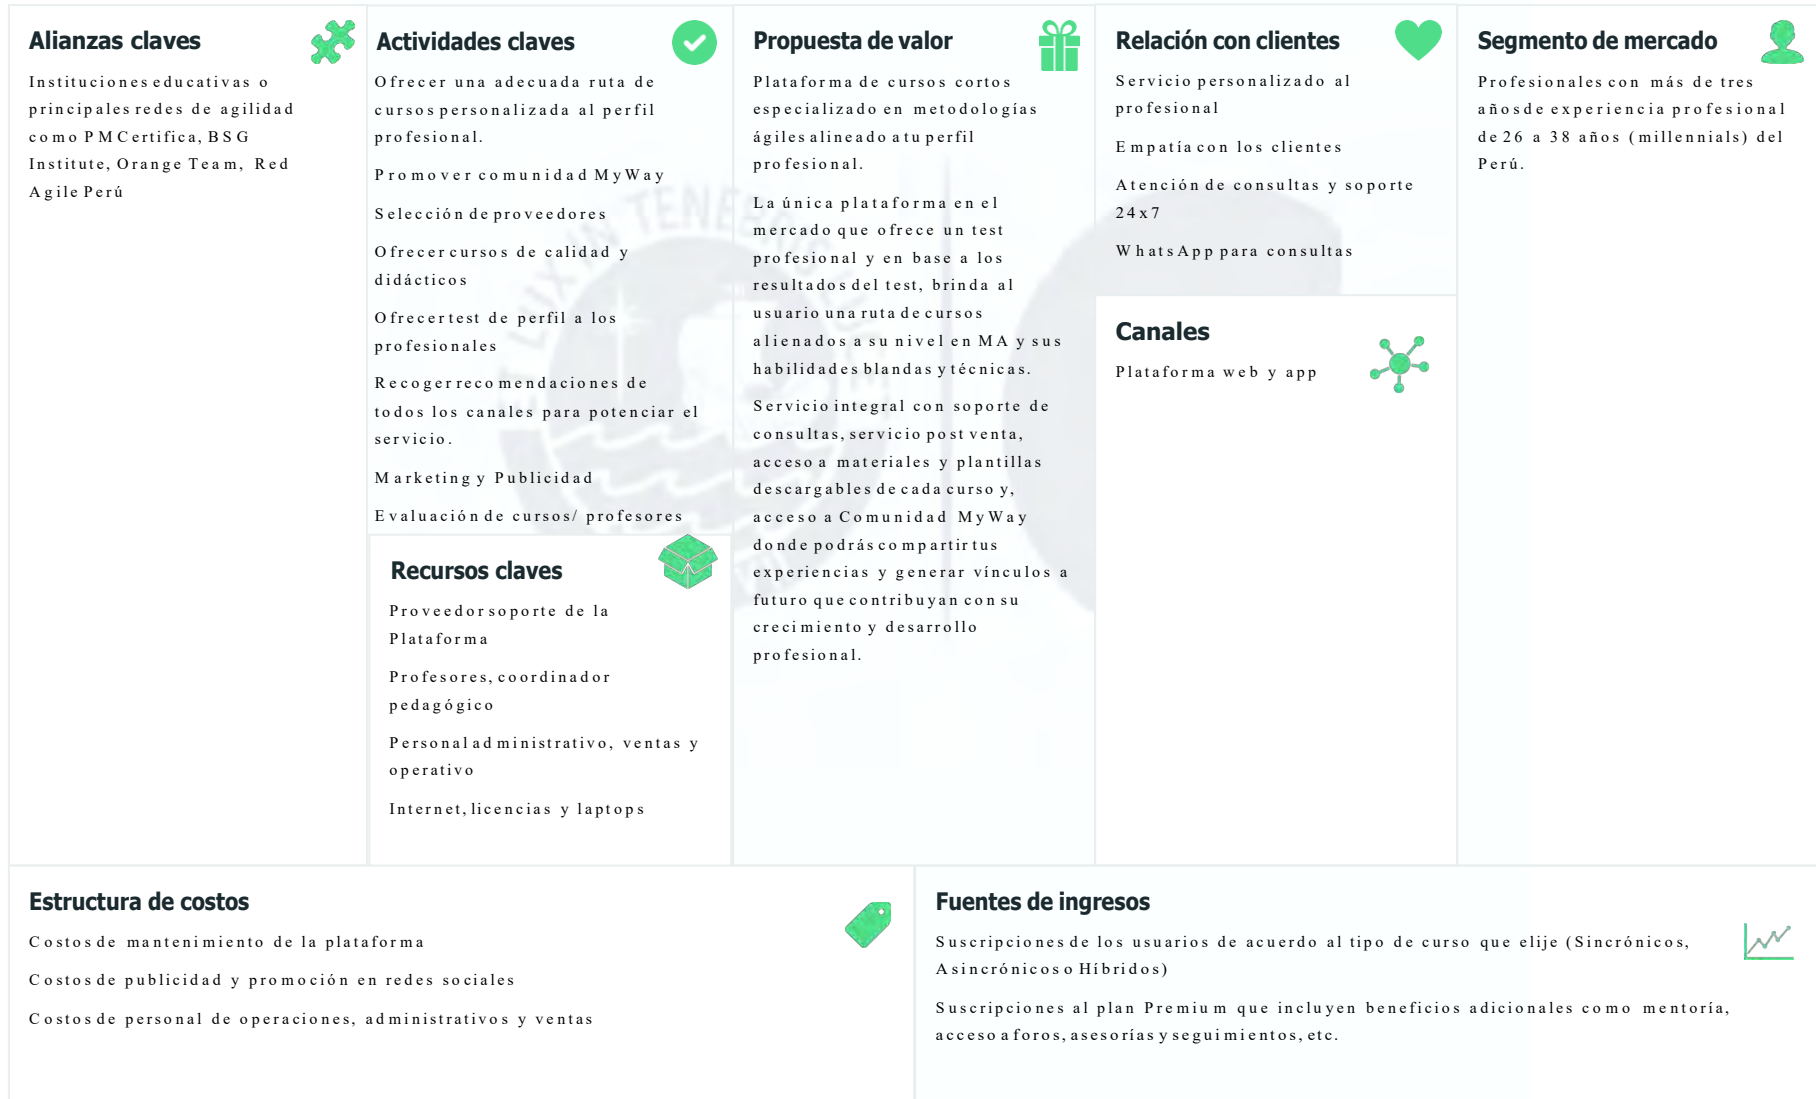 Alianzas claves
Instituciones educativas o
principales redes de agilidad
como PMCertifica, BSG
Institute, Orange Team, Red
Agile Perú
Actividades claves
Ofrecer una adecuada ruta de
cursos personalizada al perfil
profesional.
Promover comunidad MyWay
Selección de proveedores
Ofrecer cursos de calidad y
didácticos
Ofrecer test de perfil a los
profesionales
Recoger recomendaciones de
todos los canales para potenciar el
servicio.
Marketing y Publicidad
Evaluación de cursos/ profesores
Recursos claves
Proveedor soporte de la
Plataforma
Profesores, coordinador
pedagógico
Personal administrativo, ventas y
operativo
Internet, licencias y laptops
Propuesta de valor
Plataforma de cursos cortos
especializado en metodologías
ágiles alineado a tu perfil
profesional.
La única plataforma en el
mercado que ofrece un test
profesional y en base a los
resultados del test, brinda al
usuario una ruta de cursos
alienados a su nivel en MA y sus
habilidades blandas y técnicas.
Servicio integral con soporte de
consultas, servicio post venta,
acceso a materiales y plantillas
descargables de cada curso y,
acceso a Comunidad MyWay
donde podrás compartir tus
experiencias y generar vínculos a
futuro que contribuyan con su
crecimiento y desarrollo
profesional.
Relación con clientes
Servicio personalizado al
profesional
Empatía con los clientes
Atención de consultas y soporte
24x7
WhatsApp para consultas
Canales
Plataforma web y app
Segmento de mercado
Profesionales con más de tres
años de experiencia profesional
de 26 a 38 años (millennials) del
Perú.
Estructura de costos
Costos de mantenimiento de la plataforma
Costos de publicidad y promoción en redes sociales
Costos de personal de operaciones, administrativos y ventas
Fuentes de ingresos
Suscripciones de los usuarios de acuerdo al tipo de curso que elije (Sincrónicos,
Asincrónicos o Híbridos)
Suscripciones al plan Premium que incluyen beneficios adicionales como mentoría,
acceso a foros, asesorías y seguimientos, etc.
ET LUX IN TENEBRIS LUCET